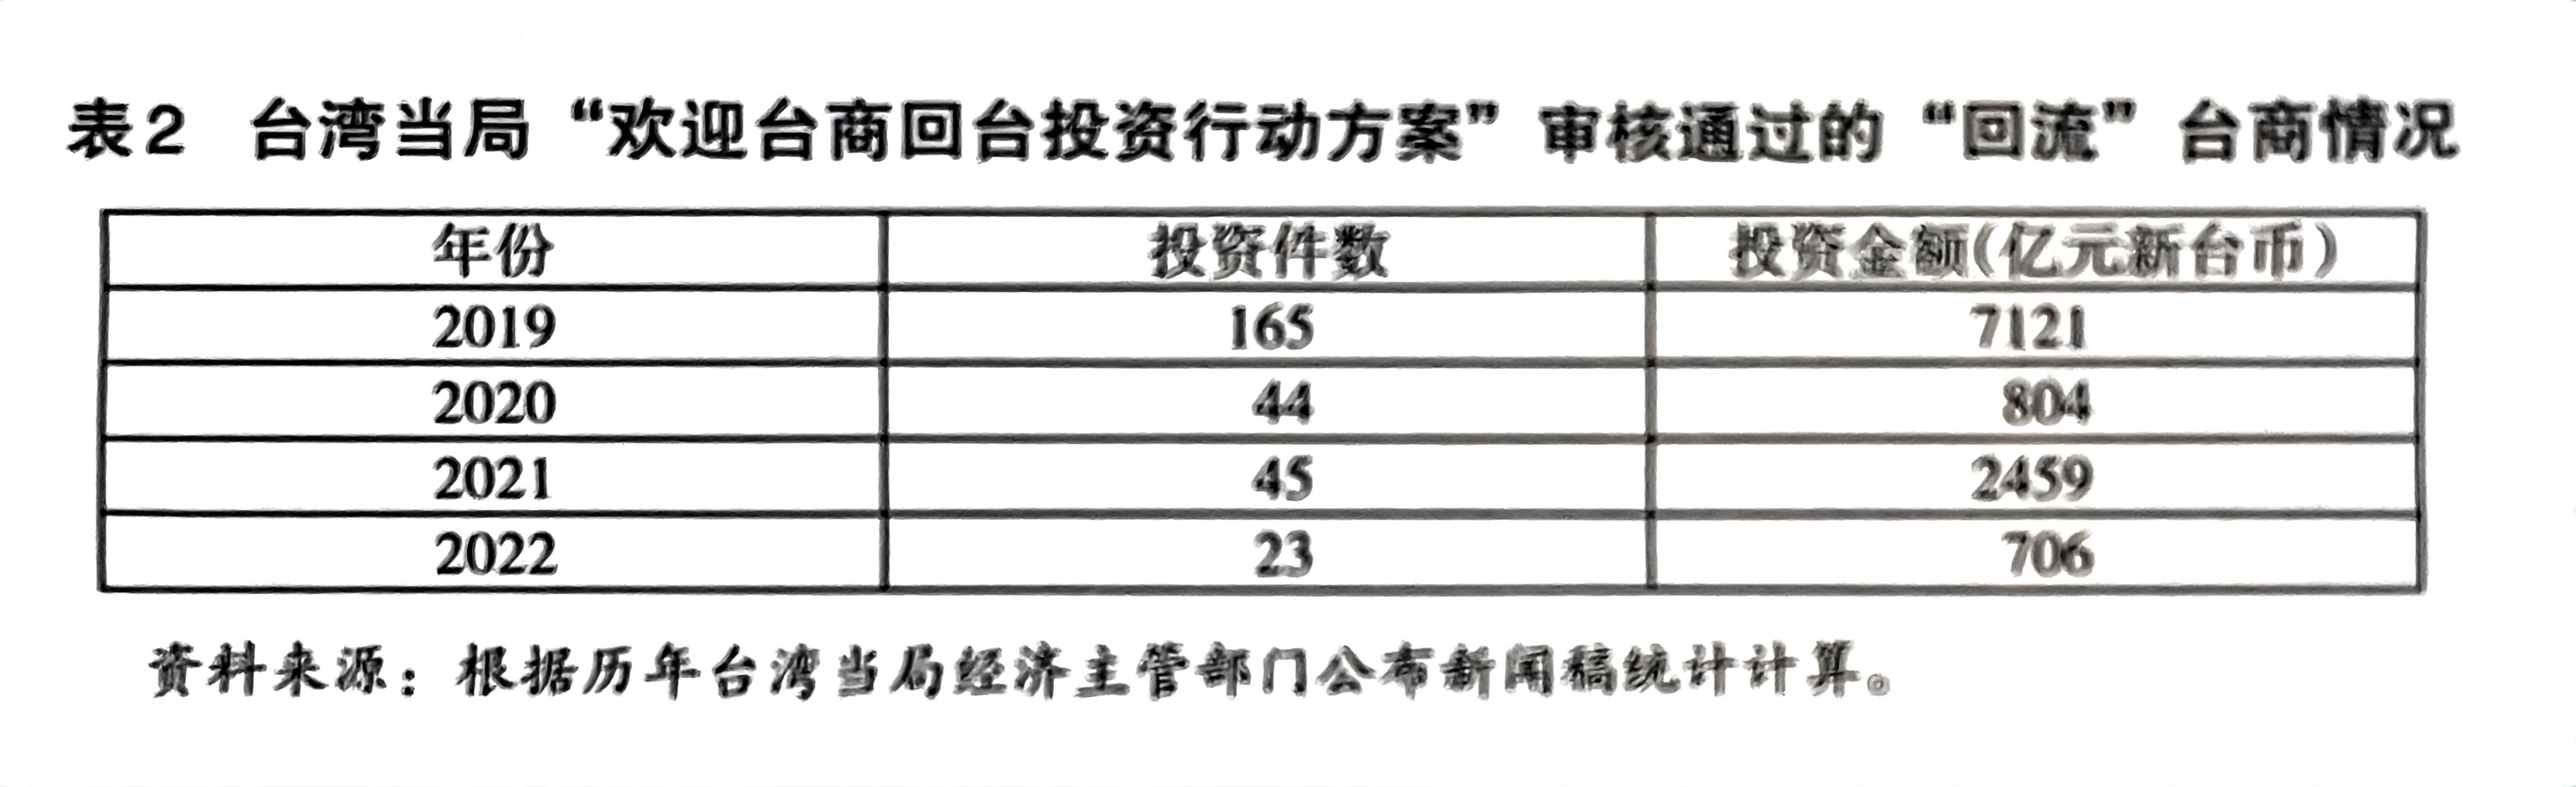 表2 台湾当局“欢迎台商回台投资行动方案”审核通过的“回流”台商情况
年份 投资件数 投资金额(亿元新台币)
2019 165 7121
2020 44 804
2021 45 2459
2022 23 706
资料来源：根据历年台湾当局经济主管部门公布新闻稿统计计算。